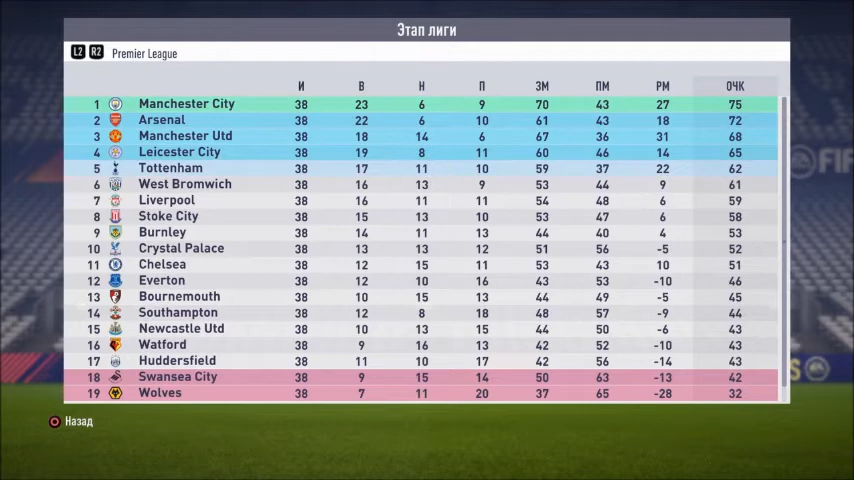 Этап лиги
L2 R2 Premier League
И В Н П ЗМ ПМ РМ ОЧК
1 Manchester City 38 23 6 9 70 43 27 75
2 Arsenal 38 22 6 10 61 43 18 72
3 Manchester Utd 38 18 14 6 67 36 31 68
4 Leicester City 38 19 8 11 60 46 14 65
5 Tottenham 38 17 11 10 59 37 22 62
6 West Bromwich 38 16 13 9 53 44 9 61
7 Liverpool 38 16 11 11 54 48 6 59
8 Stoke City 38 15 13 10 53 47 6 58
9 Burnley 38 14 11 13 44 40 4 53
10 Crystal Palace 38 13 13 12 51 56 -5 52
11 Chelsea 38 12 15 11 53 43 10 51
12 Everton 38 12 10 16 43 53 -10 46
13 Bournemouth 38 10 15 13 44 49 -5 45
14 Southampton 38 12 8 18 48 57 -9 44
15 Newcastle Utd 38 10 13 15 44 50 -6 43
16 Watford 38 9 16 13 42 52 -10 43
17 Huddersfield 38 11 10 17 42 56 -14 43
18 Swansea City 38 9 15 14 50 63 -13 42
19 Wolves 38 7 11 20 37 65 -28 32
Назад